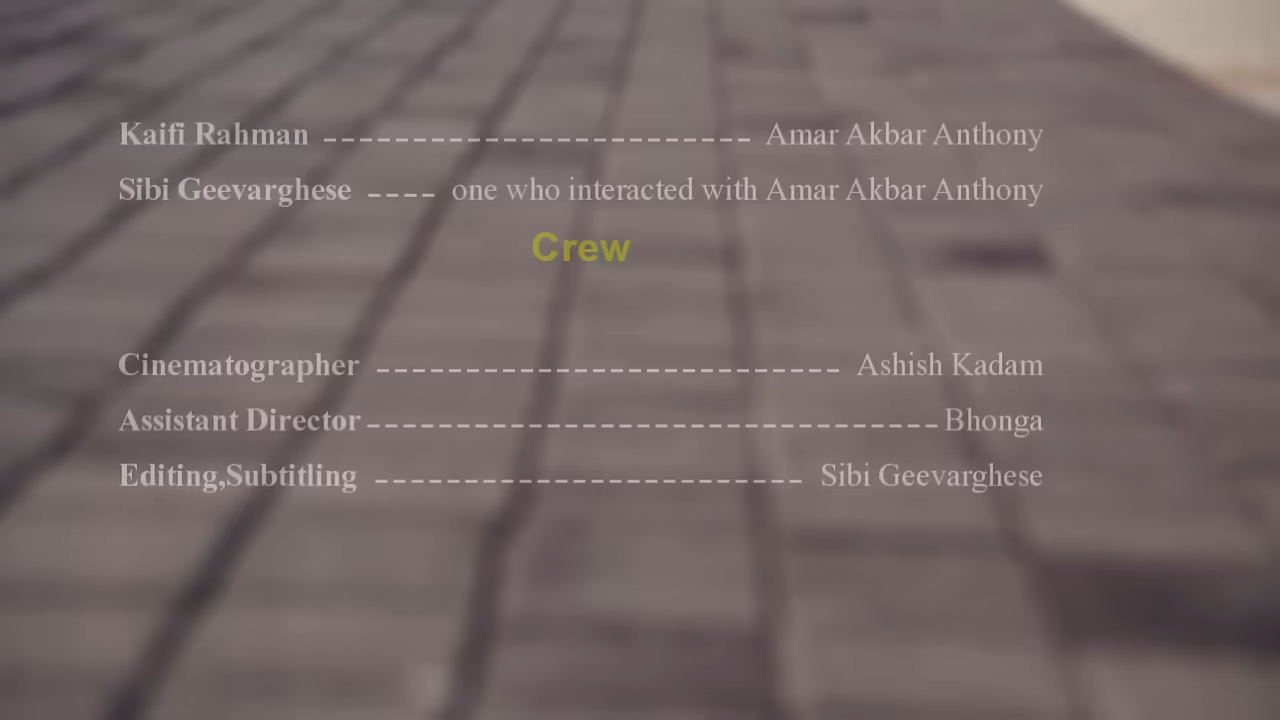 Kaifi Rahman ------------------------ Amar Akbar Anthony
Sibi Geevarghese ---- one who interacted with Amar Akbar Anthony
Crew
Cinematographer -------------------------- Ashish Kadam
Assistant Director-------------------------------- Bhonga
Editing,Subtitling ------------------------ Sibi Geevarghese